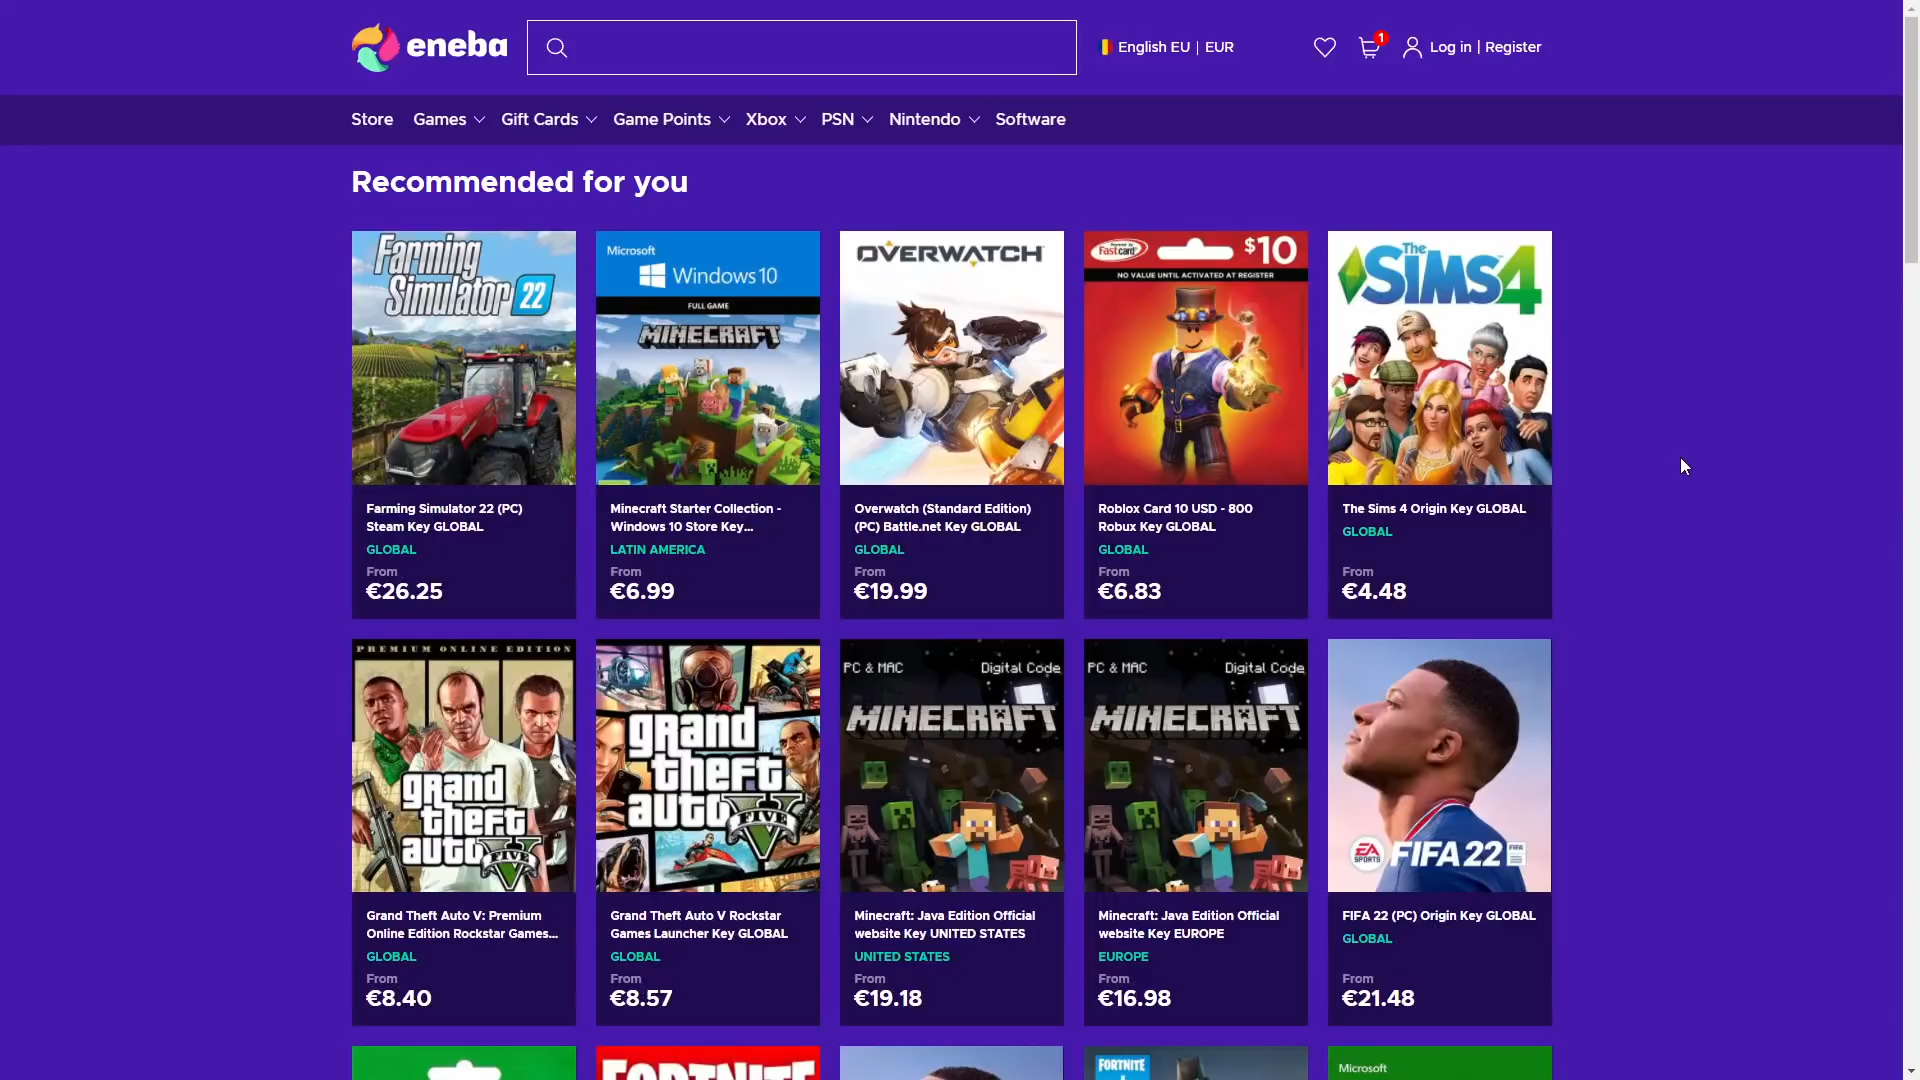 eneba
English EU | EUR
1
Log in | Register
Store
Games
Gift Cards
Game Points
Xbox
PSN
Nintendo
Software
Recommended for you
Farming
Simulator 22
Microsoft
Windows 10
FULL GAME
MINECRAFT
OVERWATCH
Powered by
Fastcard
$10
NO VALUE UNTIL ACTIVATED AT REGISTER
The
SIMS 4
Farming Simulator 22 (PC)
Steam Key GLOBAL
GLOBAL
From
€26.25
Minecraft Starter Collection -
Windows 10 Store Key...
LATIN AMERICA
From
€6.99
Overwatch (Standard Edition)
(PC) Battle.net Key GLOBAL
GLOBAL
From
€19.99
Roblox Card 10 USD - 800
Robux Key GLOBAL
GLOBAL
From
€6.83
The Sims 4 Origin Key GLOBAL
GLOBAL
From
€4.48
PREMIUM ONLINE EDITION
grand
theft
auto
FIVE
grand
theft
auto
FIVE
PC & MAC
Digital Code
MINECRAFT
PC & MAC
Digital Code
MINECRAFT
EA
SPORTS
FIFA 22
FIFA
Grand Theft Auto V: Premium
Online Edition Rockstar Games...
GLOBAL
From
€8.40
Grand Theft Auto V Rockstar
Games Launcher Key GLOBAL
GLOBAL
From
€8.57
Minecraft: Java Edition Official
website Key UNITED STATES
UNITED STATES
From
€19.18
Minecraft: Java Edition Official
website Key EUROPE
EUROPE
From
€16.98
FIFA 22 (PC) Origin Key GLOBAL
GLOBAL
From
€21.48
FORTNITE
FORTNITE
Microsoft